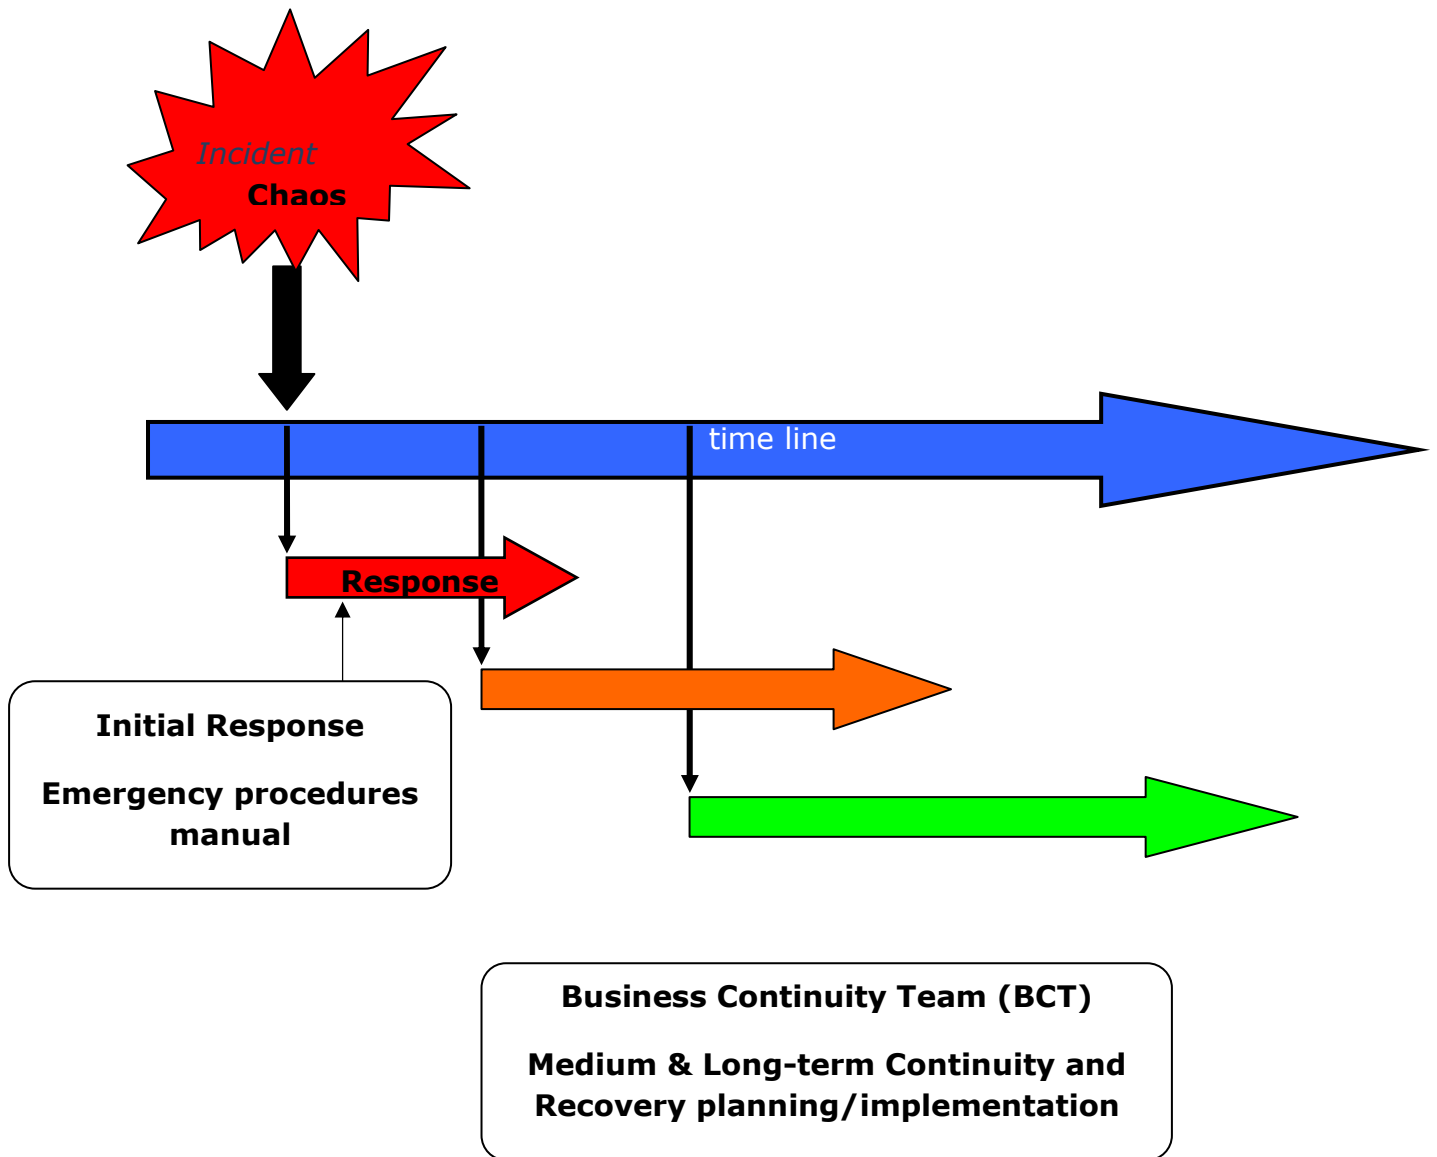 Incident
Chaos
time line
Response
Initial Response
Emergency procedures
manual
Business Continuity Team (BCT)
Medium & Long-term Continuity and
Recovery planning/implementation